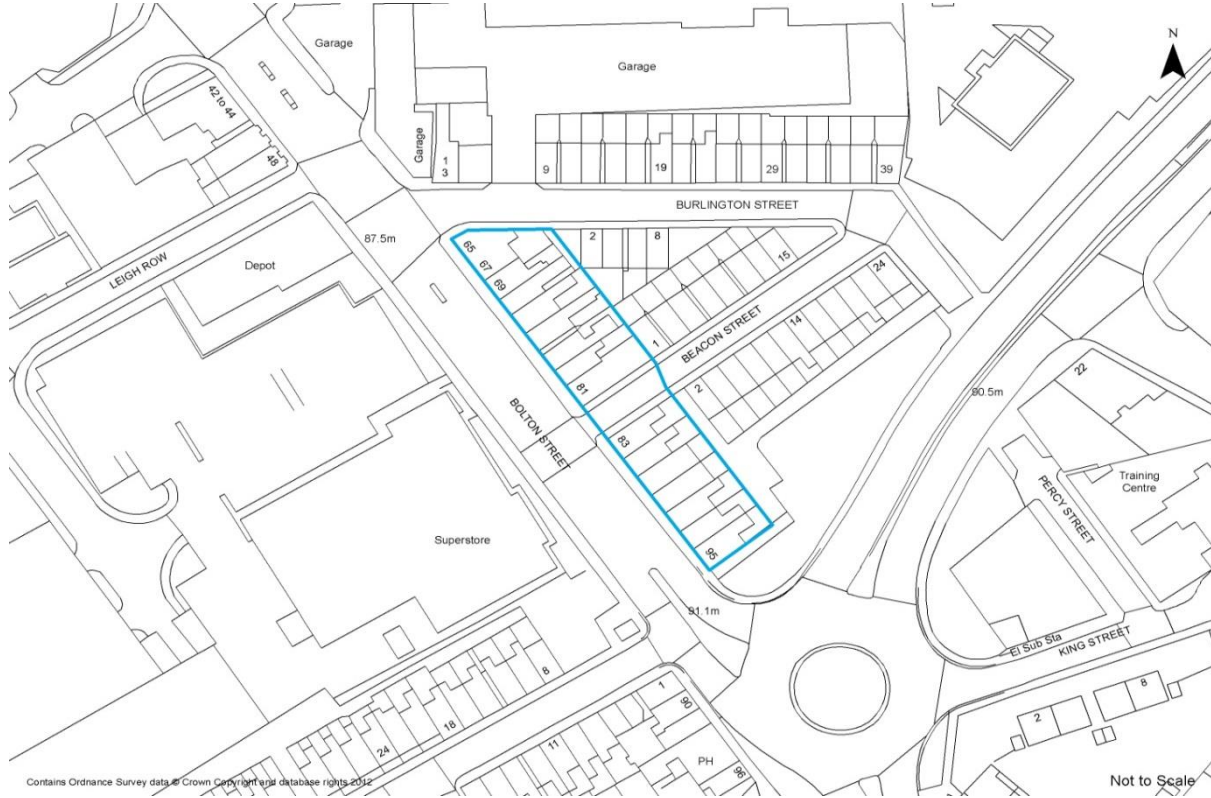 Garage
Garage
N
42 to 44
48
Garage
1
3
9
19
29
39
BURLINGTON STREET
87.5m
LEIGH ROW
Depot
65
67
69
2
8
15
24
1
BEACON STREET
14
2
81
83
BOLTON STREET
90.5m
22
Training
Centre
PERCY STREET
Superstore
95
91.1m
El Sub Sta
KING STREET
8
18
24
1
90
11
PH
96
2
8
Contains Ordnance Survey data © Crown Copyright and database rights 2012
Not to Scale